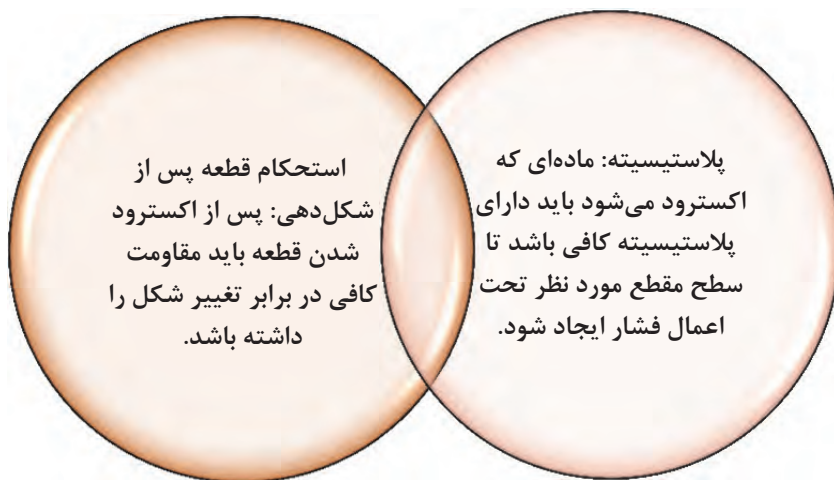 پلاستیسیته: ماده‌ای که
اکسترود می‌شود باید دارای
پلاستیسیته کافی باشد تا
سطح مقطع مورد نظر تحت
اعمال فشار ایجاد شود.
استحکام قطعه پس از
شکل‌دهی: پس از اکسترود
شدن قطعه باید مقاومت
کافی در برابر تغییر شکل را
داشته باشد.